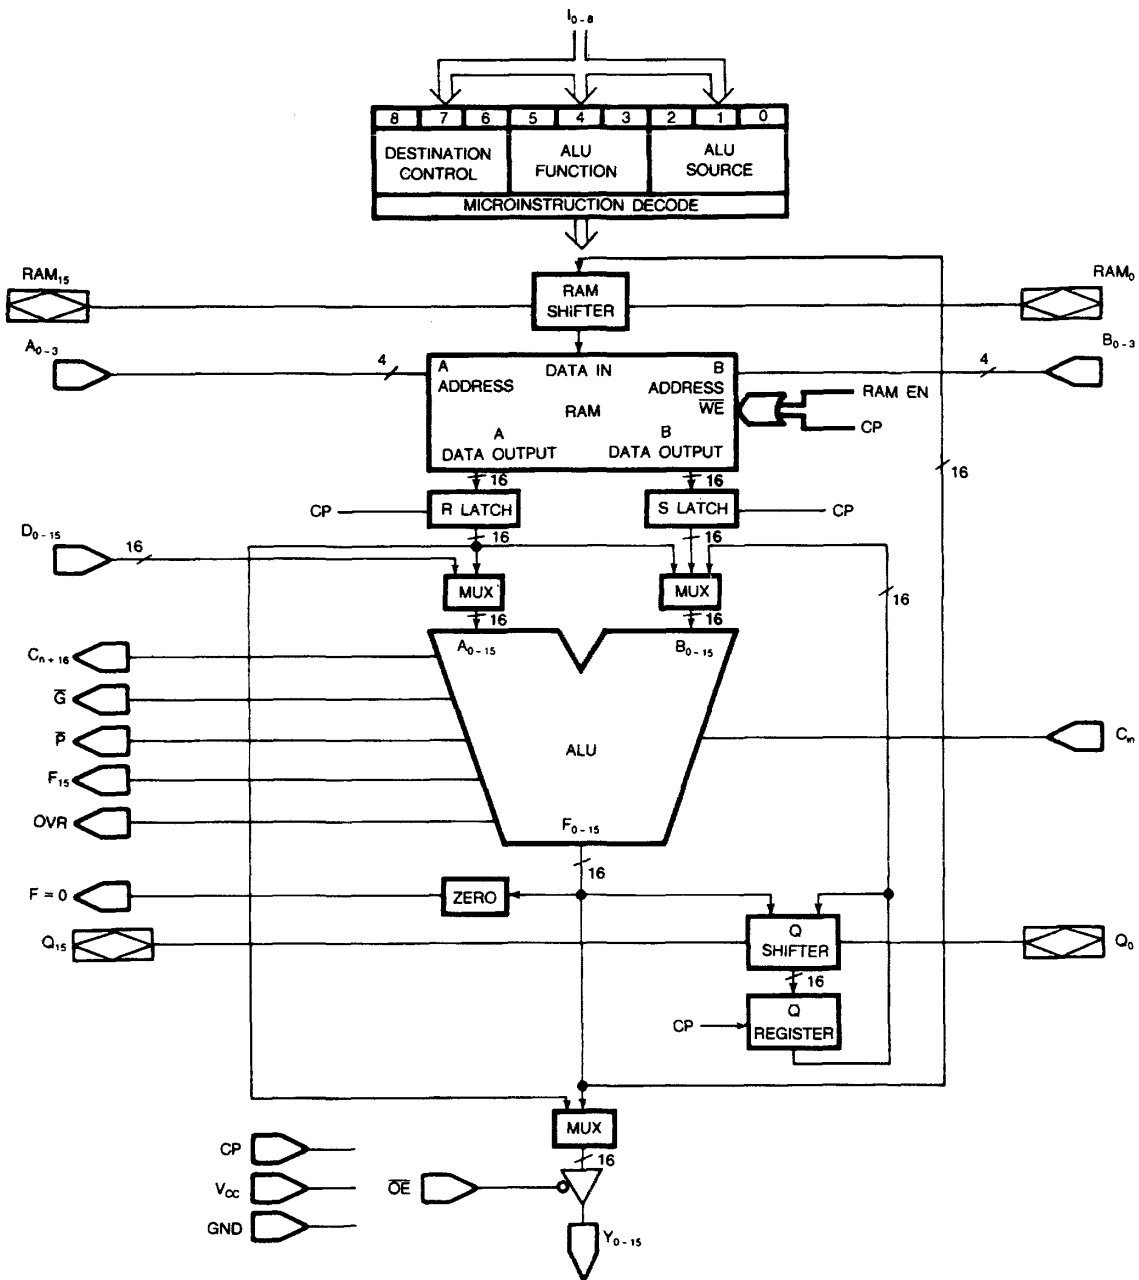 I0-8
8 7 6 5 4 3 2 1 0
DESTINATION CONTROL
ALU FUNCTION
ALU SOURCE
MICROINSTRUCTION DECODE
RAM15
RAM SHIFTER
RAM0
A0-3
4
A ADDRESS
DATA IN
B ADDRESS
4
B0-3
RAM
WE
RAM EN
CP
A DATA OUTPUT
B DATA OUTPUT
16
16
16
CP
R LATCH
S LATCH
CP
D0-15
16
16
16
MUX
MUX
16
16
16
A0-15
B0-15
Cn+16
G
P
ALU
Cin
F15
OVR
F0-15
16
F=0
ZERO
Q15
Q SHIFTER
Q0
16
CP
Q REGISTER
MUX
16
CP
VCC
OE
GND
Y0-15